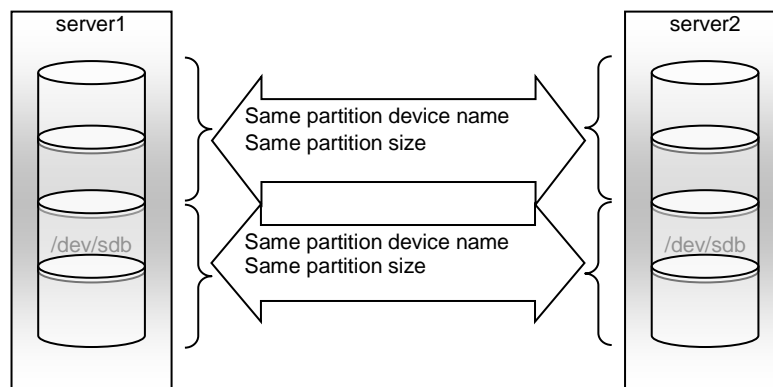 server1
server2
Same partition device name
Same partition size
/dev/sdb
/dev/sdb
Same partition device name
Same partition size